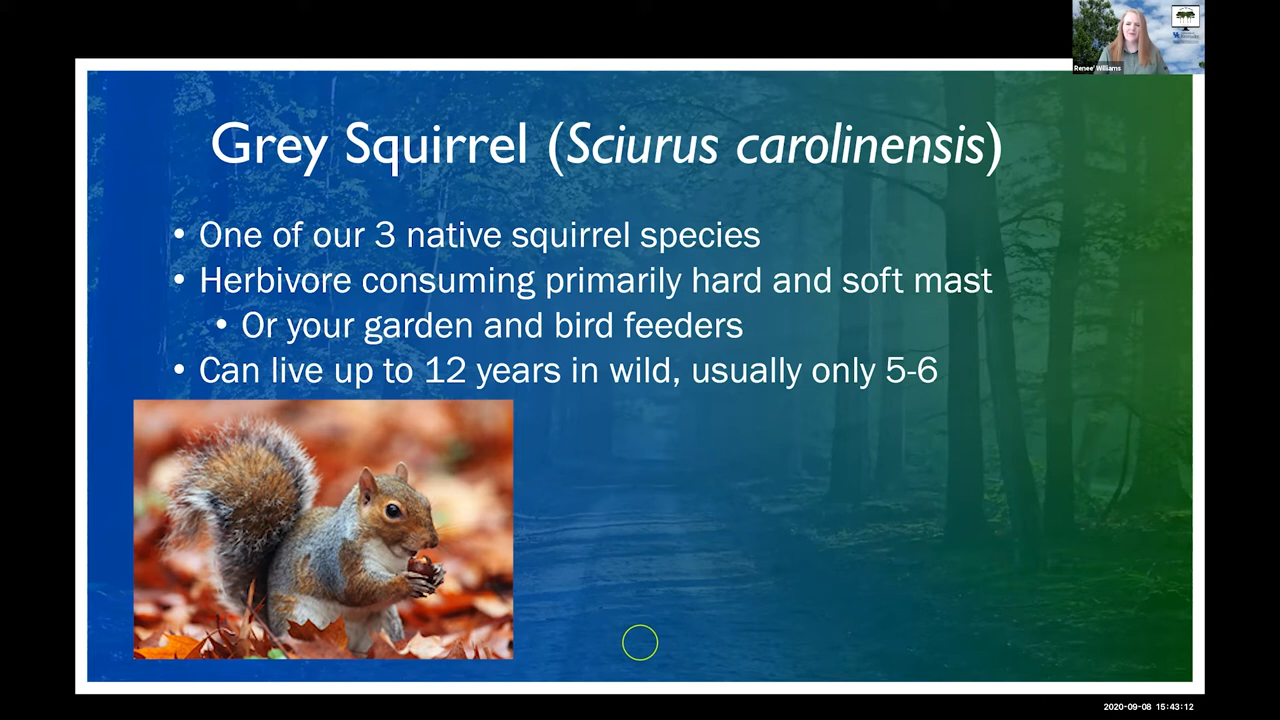 Renee' Williams
Grey Squirrel (Sciurus carolinensis)
• One of our 3 native squirrel species
• Herbivore consuming primarily hard and soft mast
• Or your garden and bird feeders
• Can live up to 12 years in wild, usually only 5-6
2020-09-08 15:43:12